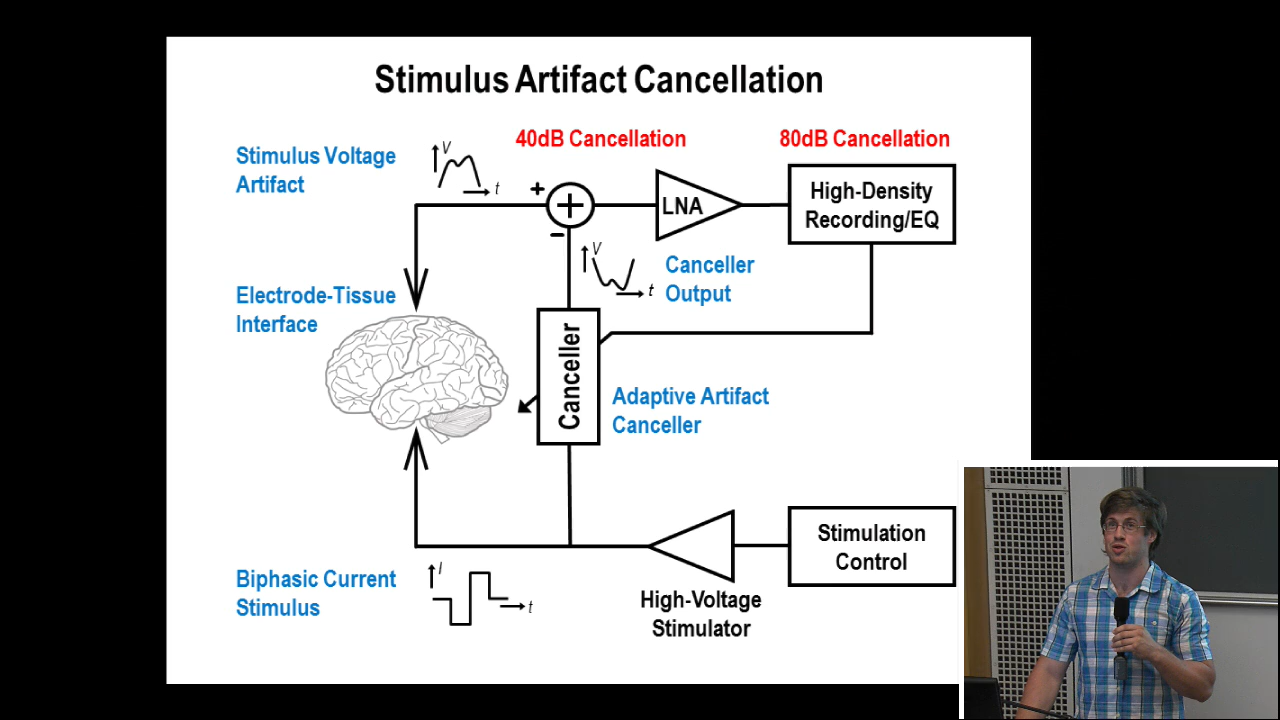 Stimulus Artifact Cancellation
40dB Cancellation
80dB Cancellation
Stimulus Voltage
Artifact
V
t
+
+
−
LNA
High-Density
Recording/EQ
V
t
Canceller
Output
Electrode-Tissue
Interface
Canceller
Adaptive Artifact
Canceller
Stimulation
Control
Biphasic Current
Stimulus
I
t
High-Voltage
Stimulator